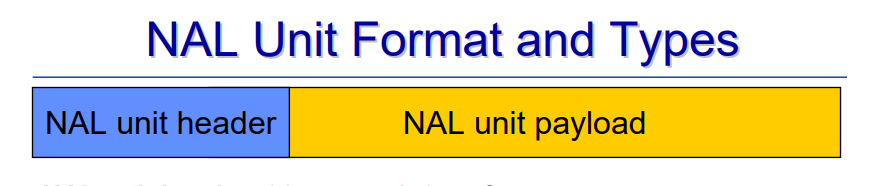 NAL Unit Format and Types
NAL unit header NAL unit payload